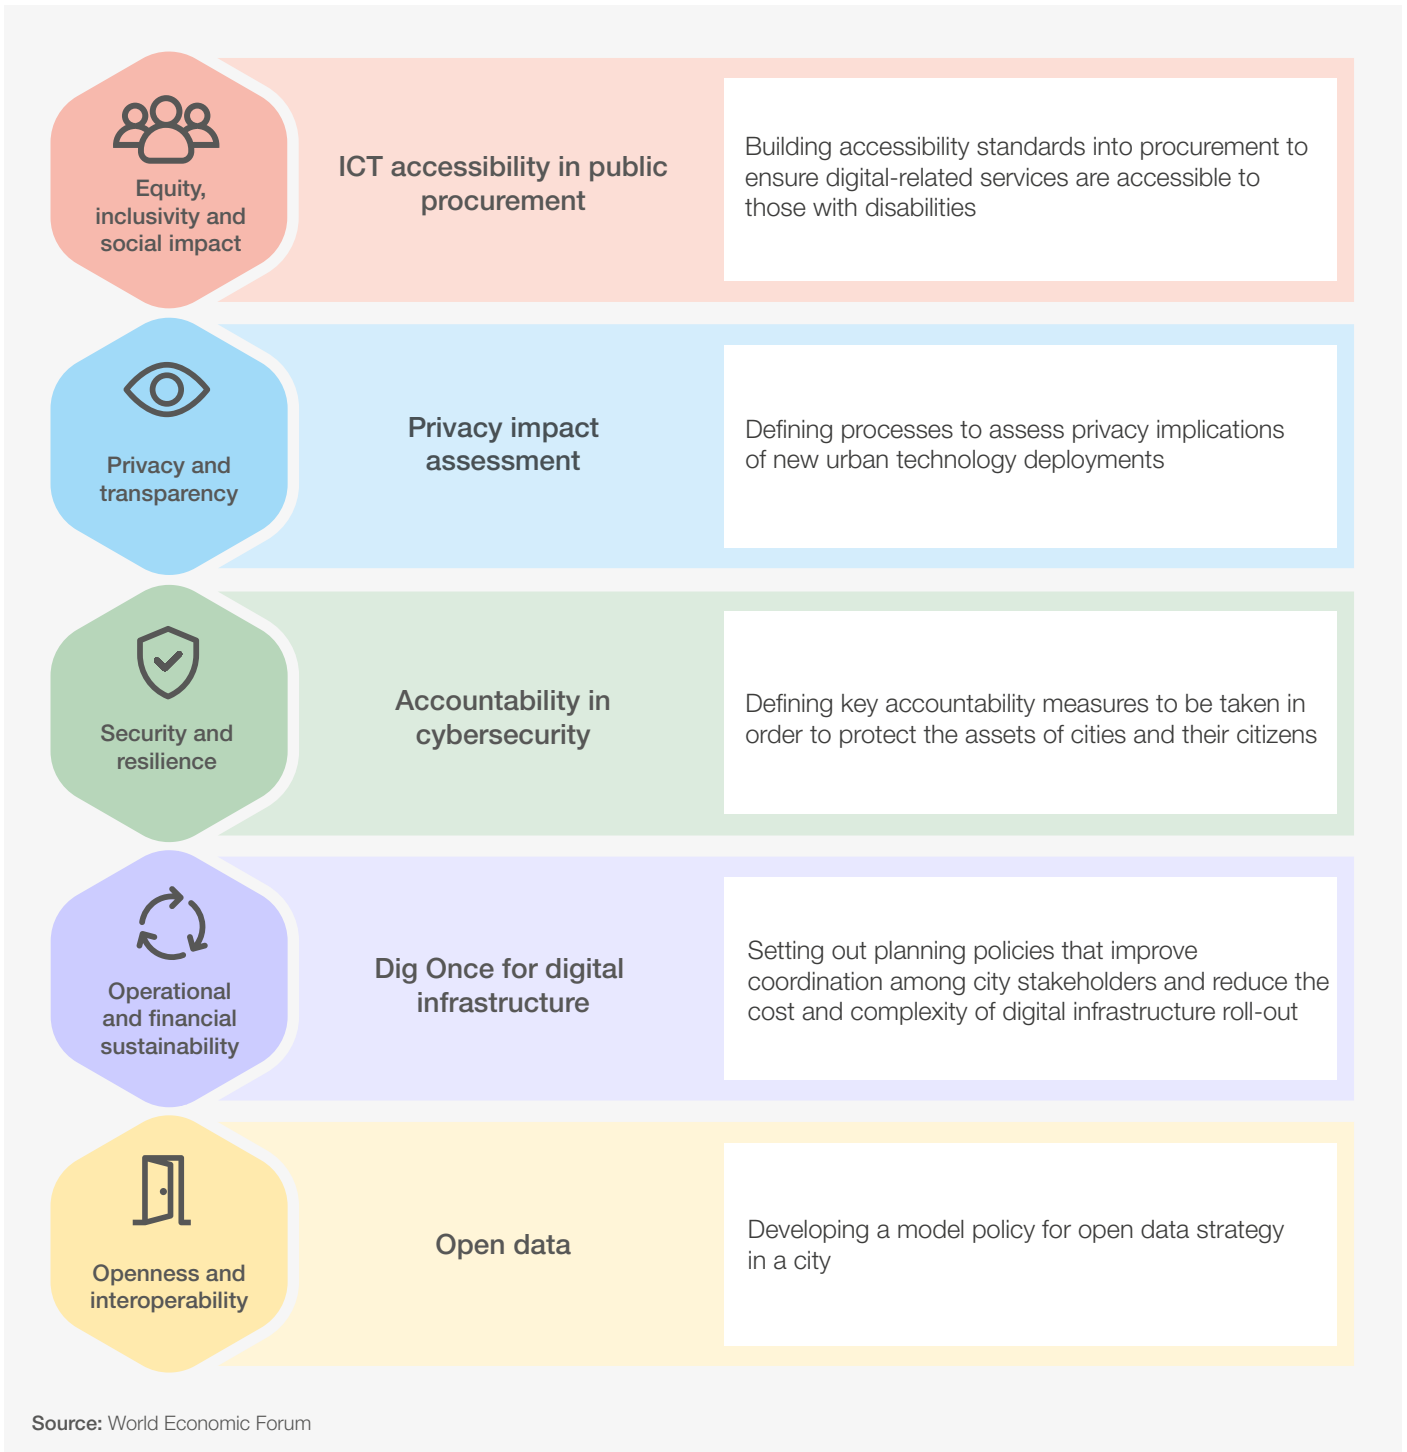 Equity,
inclusivity and
social impact
ICT accessibility in public
procurement
Building accessibility standards into procurement to
ensure digital-related services are accessible to
those with disabilities
Privacy and
transparency
Privacy impact
assessment
Defining processes to assess privacy implications
of new urban technology deployments
Security and
resilience
Accountability in
cybersecurity
Defining key accountability measures to be taken in
order to protect the assets of cities and their citizens
Operational
and financial
sustainability
Dig Once for digital
infrastructure
Setting out planning policies that improve
coordination among city stakeholders and reduce the
cost and complexity of digital infrastructure roll-out
Openness and
interoperability
Open data
Developing a model policy for open data strategy
in a city
Source: World Economic Forum